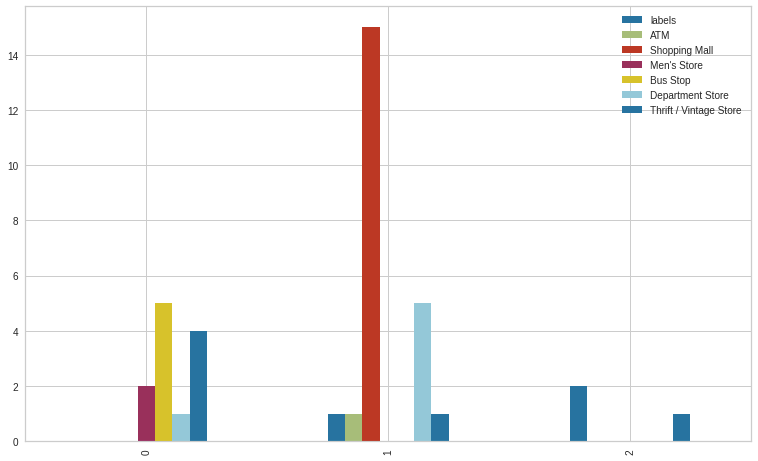 labels
ATM
Shopping Mall
Men's Store
Bus Stop
Department Store
Thrift / Vintage Store
14
12
10
8
6
4
2
0
0
1
2